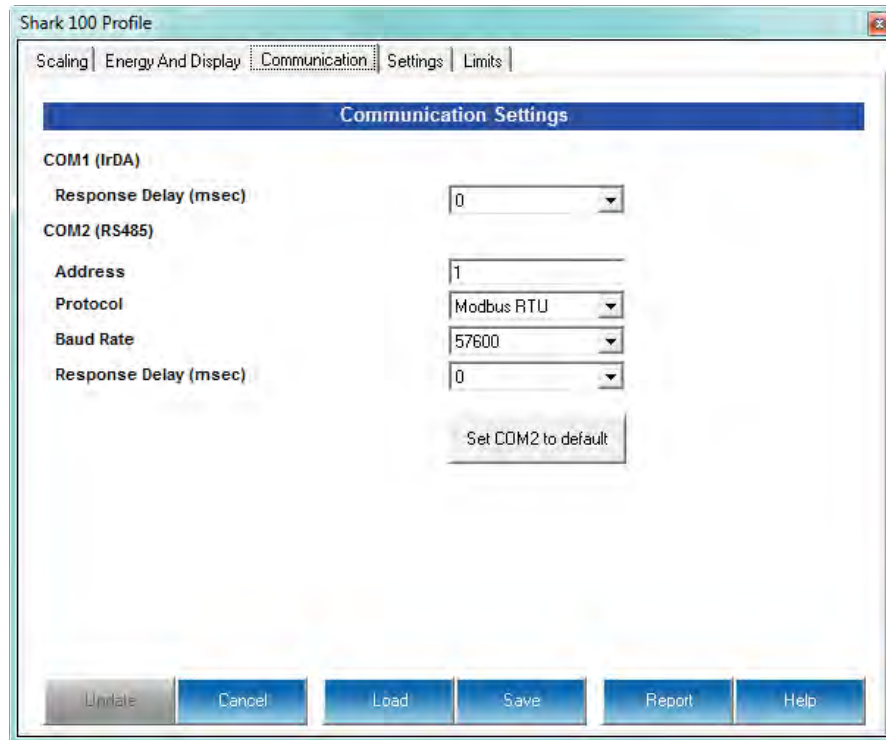 Shark 100 Profile
Scaling Energy And Display Communication Settings Limits
Communication Settings
COM1 (IrDA)
Response Delay (msec) 0
COM2 (RS485)
Address 1
Protocol Modbus RTU
Baud Rate 57600
Response Delay (msec) 0
Set COM2 to default
Update Cancel Load Save Report Help